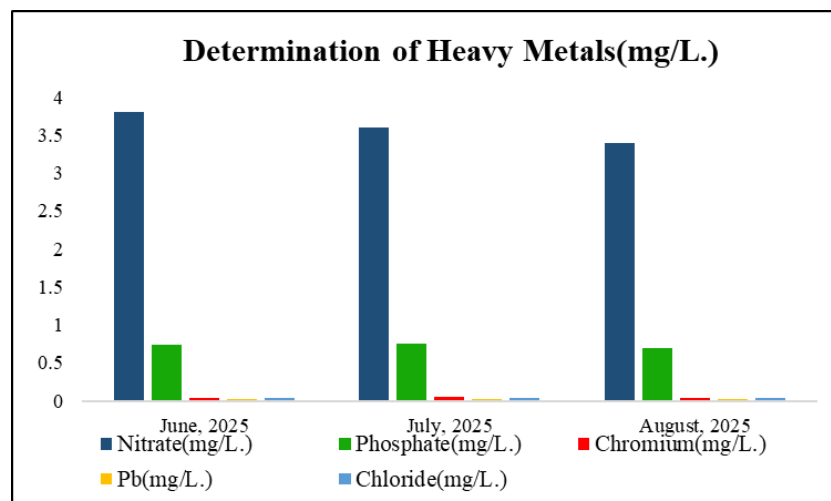 Determination of Heavy Metals(mg/L.)
4
3.5
3
2.5
2
1.5
1
0.5
0
June, 2025 July, 2025 August, 2025
Nitrate(mg/L.) Phosphate(mg/L.) Chromium(mg/L.)
Pb(mg/L.) Chloride(mg/L.)